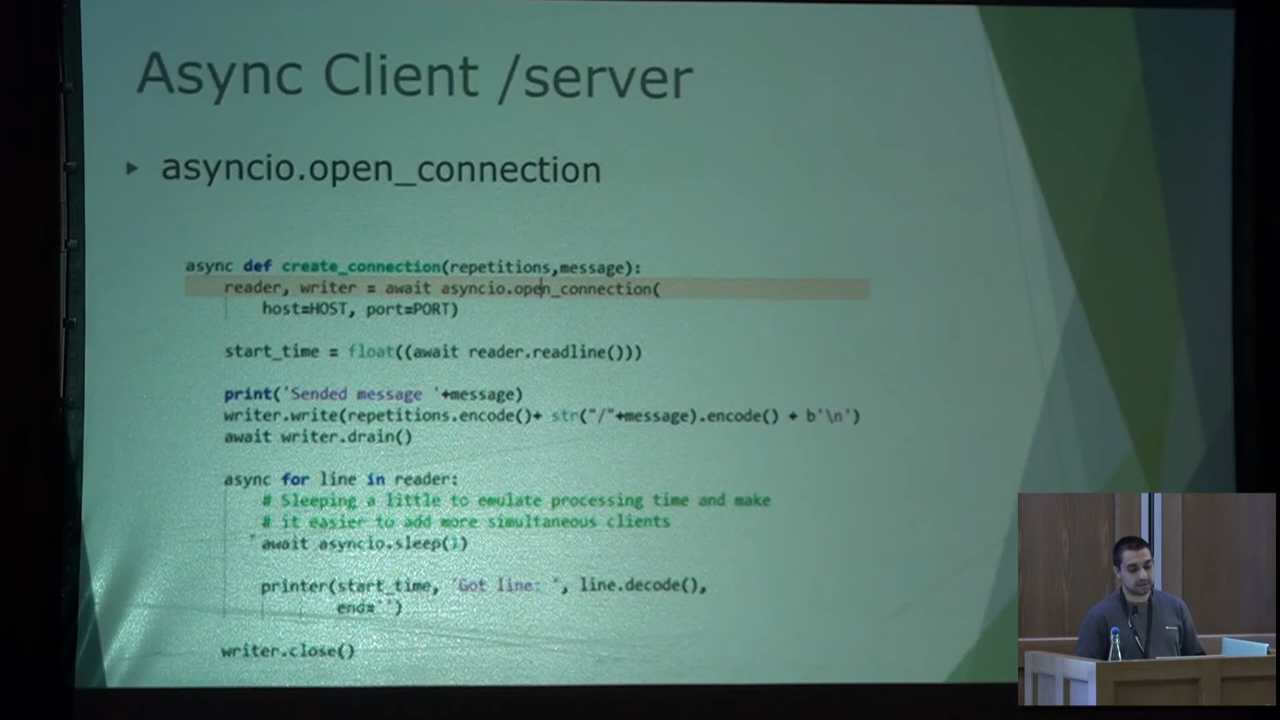 Async Client /server
asyncio.open_connection
async def create_connection(repetitions,message):
reader, writer = await asyncio.open_connection(
host=HOST, port=PORT)
start_time = float((await reader.readline()))
print('Sended message '+message)
writer.write(repetitions.encode()+ str("/"+message).encode() + b'\n')
await writer.drain()
async for line in reader:
# Sleeping a little to emulate processing time and make
# it easier to add more simultaneous clients
await asyncio.sleep(1)
printer(start_time, 'Got line: ', line.decode(),
end='')
writer.close()